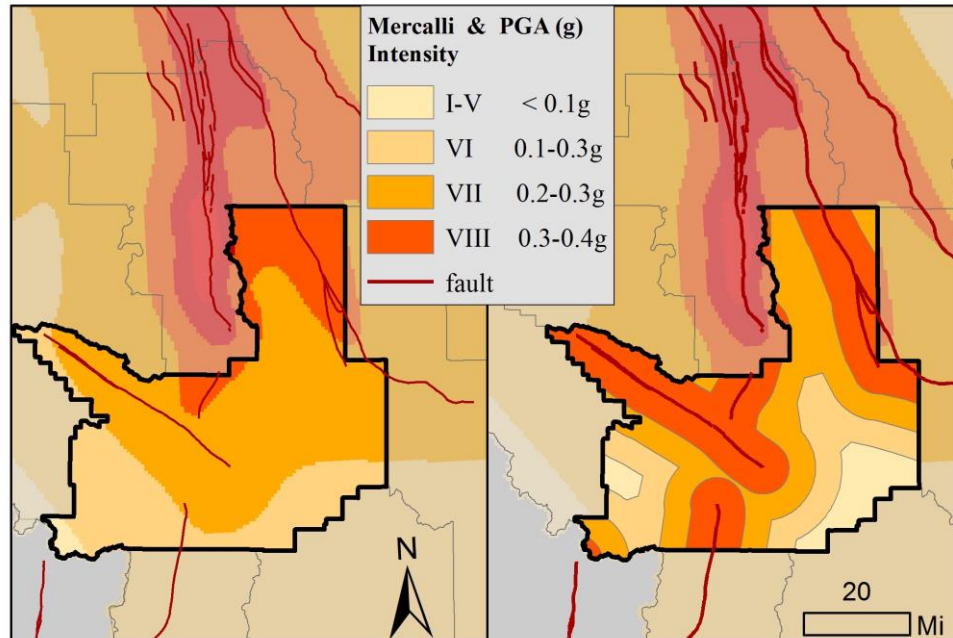 Mercalli & PGA (g)
Intensity
I-V < 0.1g
VI 0.1-0.3g
VII 0.2-0.3g
VIII 0.3-0.4g
fault
N
20
Mi